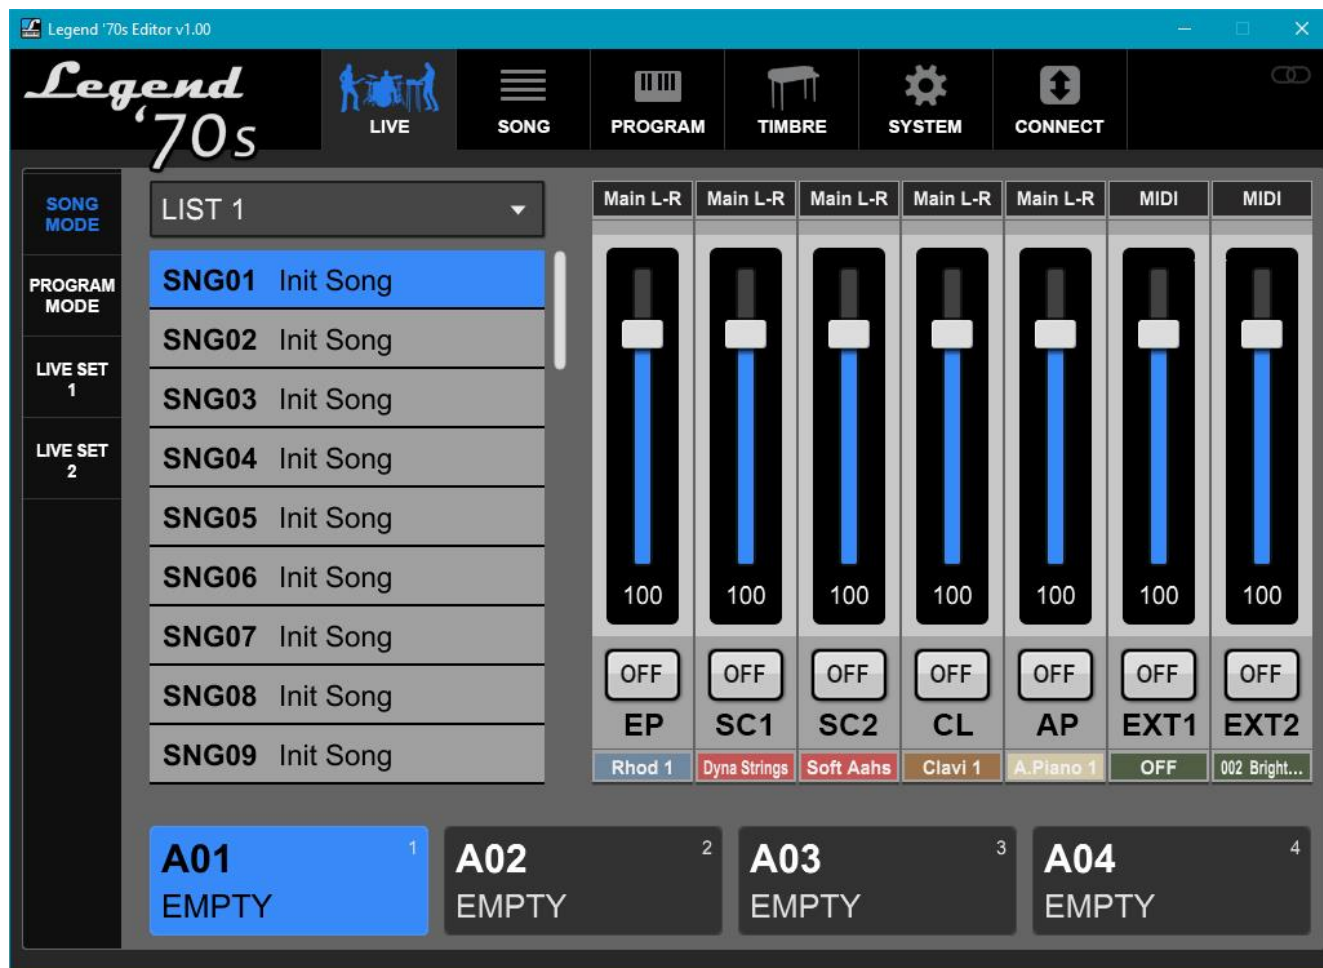 Legend '70s Editor v1.00
Legend
'70s
LIVE
SONG
PROGRAM
TIMBRE
SYSTEM
CONNECT
SONG
MODE
PROGRAM
MODE
LIVE SET
1
LIVE SET
2
LIST 1
SNG01 Init Song
SNG02 Init Song
SNG03 Init Song
SNG04 Init Song
SNG05 Init Song
SNG06 Init Song
SNG07 Init Song
SNG08 Init Song
SNG09 Init Song
Main L-R Main L-R Main L-R Main L-R Main L-R MIDI MIDI
100 100 100 100 100 100 100
OFF OFF OFF OFF OFF OFF OFF
EP SC1 SC2 CL AP EXT1 EXT2
Rhod 1 Dyna Strings Soft Aahs Clavi 1 A.Piano 1 OFF 002 Bright...
A01 1
EMPTY
A02 2
EMPTY
A03 3
EMPTY
A04 4
EMPTY